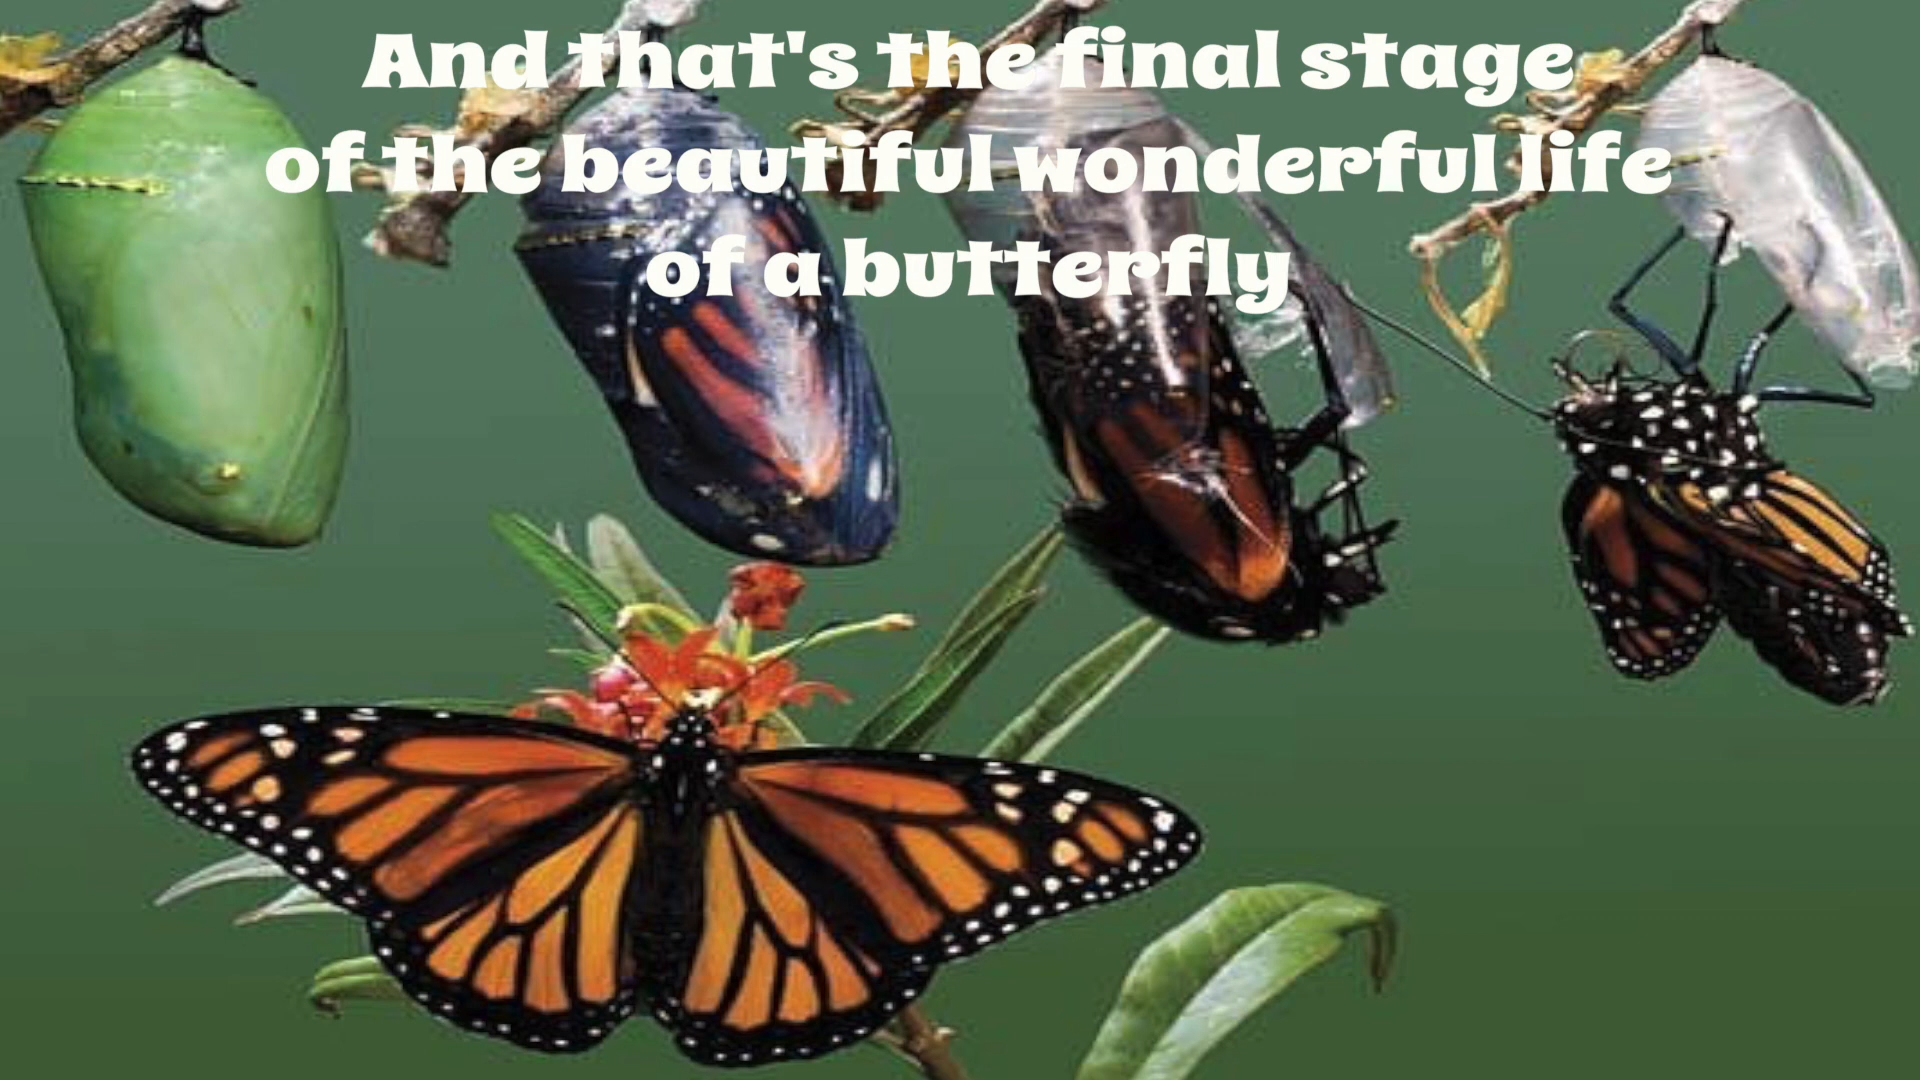 And that's the final stage
of the beautiful wonderful life
of a butterfly